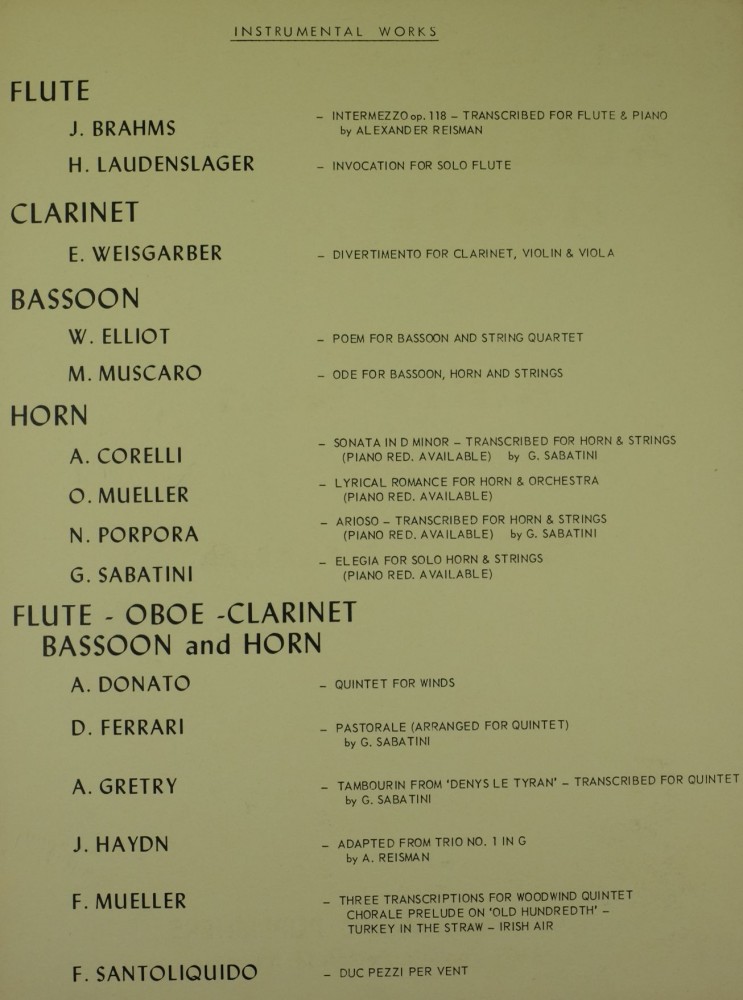 INSTRUMENTAL WORKS
FLUTE
J. BRAHMS – INTERMEZZO op. 118 – TRANSCRIBED FOR FLUTE & PIANO
by ALEXANDER REISMAN
H. LAUDENSLAGER – INVOCATION FOR SOLO FLUTE
CLARINET
E. WEISGARBER – DIVERTIMENTO FOR CLARINET, VIOLIN & VIOLA
BASSOON
W. ELLIOT – POEM FOR BASSOON AND STRING QUARTET
M. MUSCARO – ODE FOR BASSOON, HORN AND STRINGS
HORN
A. CORELLI – SONATA IN D MINOR – TRANSCRIBED FOR HORN & STRINGS
(PIANO RED. AVAILABLE) by G. SABATINI
O. MUELLER – LYRICAL ROMANCE FOR HORN & ORCHESTRA
(PIANO RED. AVAILABLE)
N. PORPORA – ARIOSO – TRANSCRIBED FOR HORN & STRINGS
(PIANO RED. AVAILABLE) by G. SABATINI
G. SABATINI – ELEGIA FOR SOLO HORN & STRINGS
(PIANO RED. AVAILABLE)
FLUTE - OBOE -CLARINET
BASSOON and HORN
A. DONATO – QUINTET FOR WINDS
D. FERRARI – PASTORALE (ARRANGED FOR QUINTET)
by G. SABATINI
A. GRETRY – TAMBOURIN FROM 'DENYS LE TYRAN' – TRANSCRIBED FOR QUINTET
by G. SABATINI
J. HAYDN – ADAPTED FROM TRIO NO. 1 IN G
by A. REISMAN
F. MUELLER – THREE TRANSCRIPTIONS FOR WOODWIND QUINTET
CHORALE PRELUDE ON 'OLD HUNDREDTH' –
TURKEY IN THE STRAW – IRISH AIR
F. SANTOLIQUIDO – DUC PEZZI PER VENT